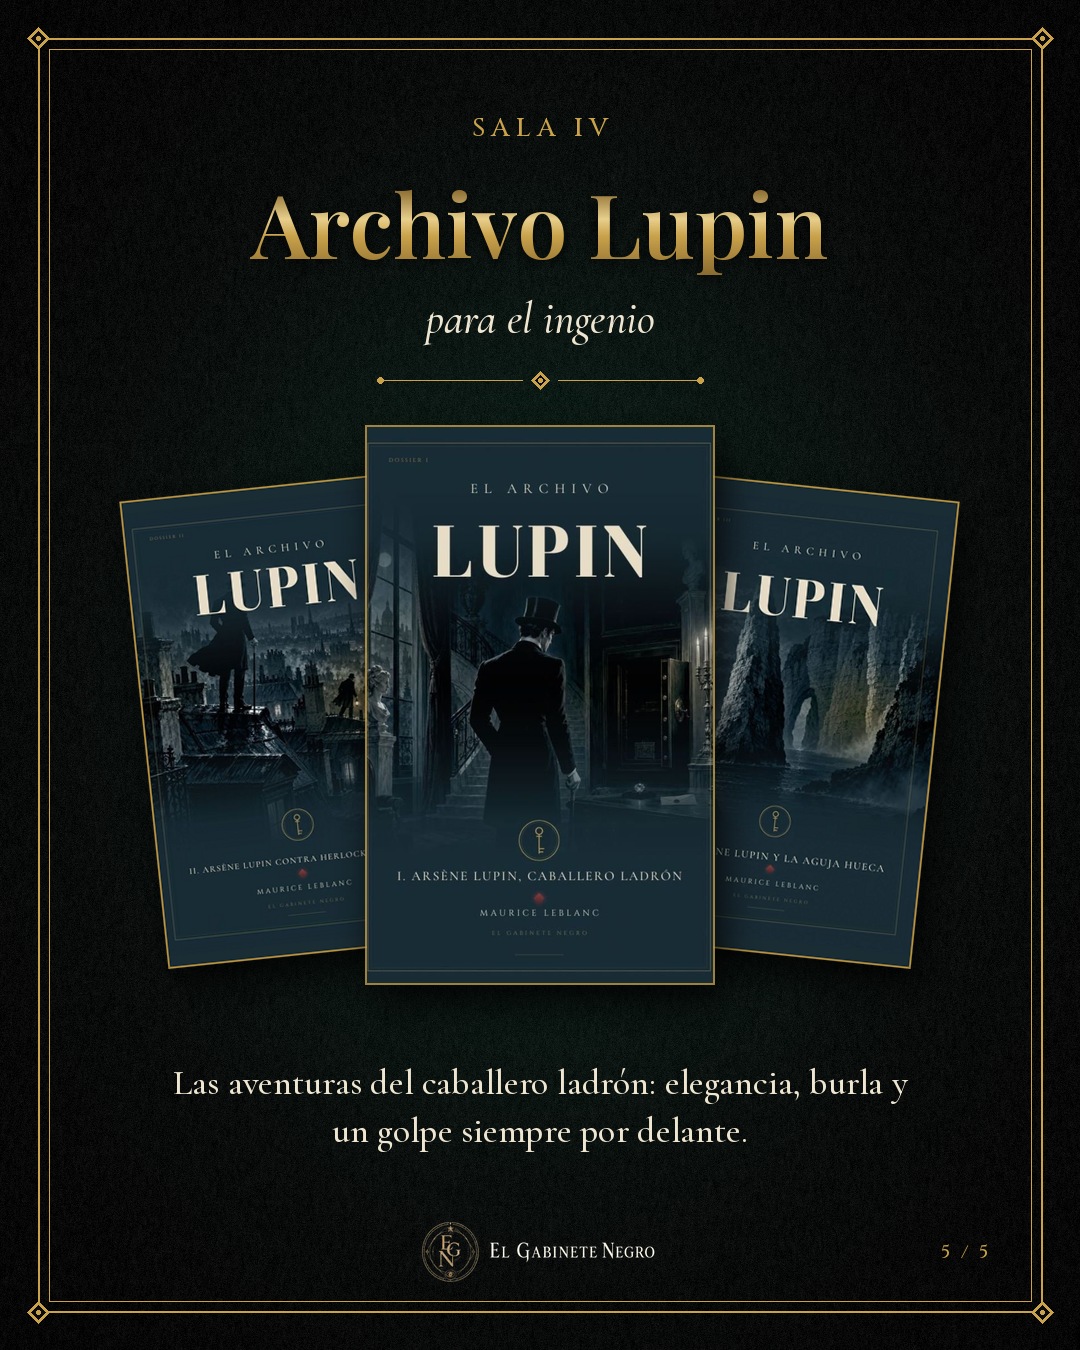 SALA IV
Archivo Lupin
para el ingenio
DOSSIER II
EL ARCHIVO
LUPIN
II. ARSÈNE LUPIN CONTRA HERLOCK
MAURICE LEBLANC
EL GABINETE NEGRO
DOSSIER I
EL ARCHIVO
LUPIN
I. ARSÈNE LUPIN, CABALLERO LADRÓN
MAURICE LEBLANC
EL GABINETE NEGRO
EL ARCHIVO
LUPIN
NE LUPIN Y LA AGUJA HUECA
MAURICE LEBLANC
EL GABINETE NEGRO
Las aventuras del caballero ladrón: elegancia, burla y
un golpe siempre por delante.
EGN
EL GABINETE NEGRO
5 / 5